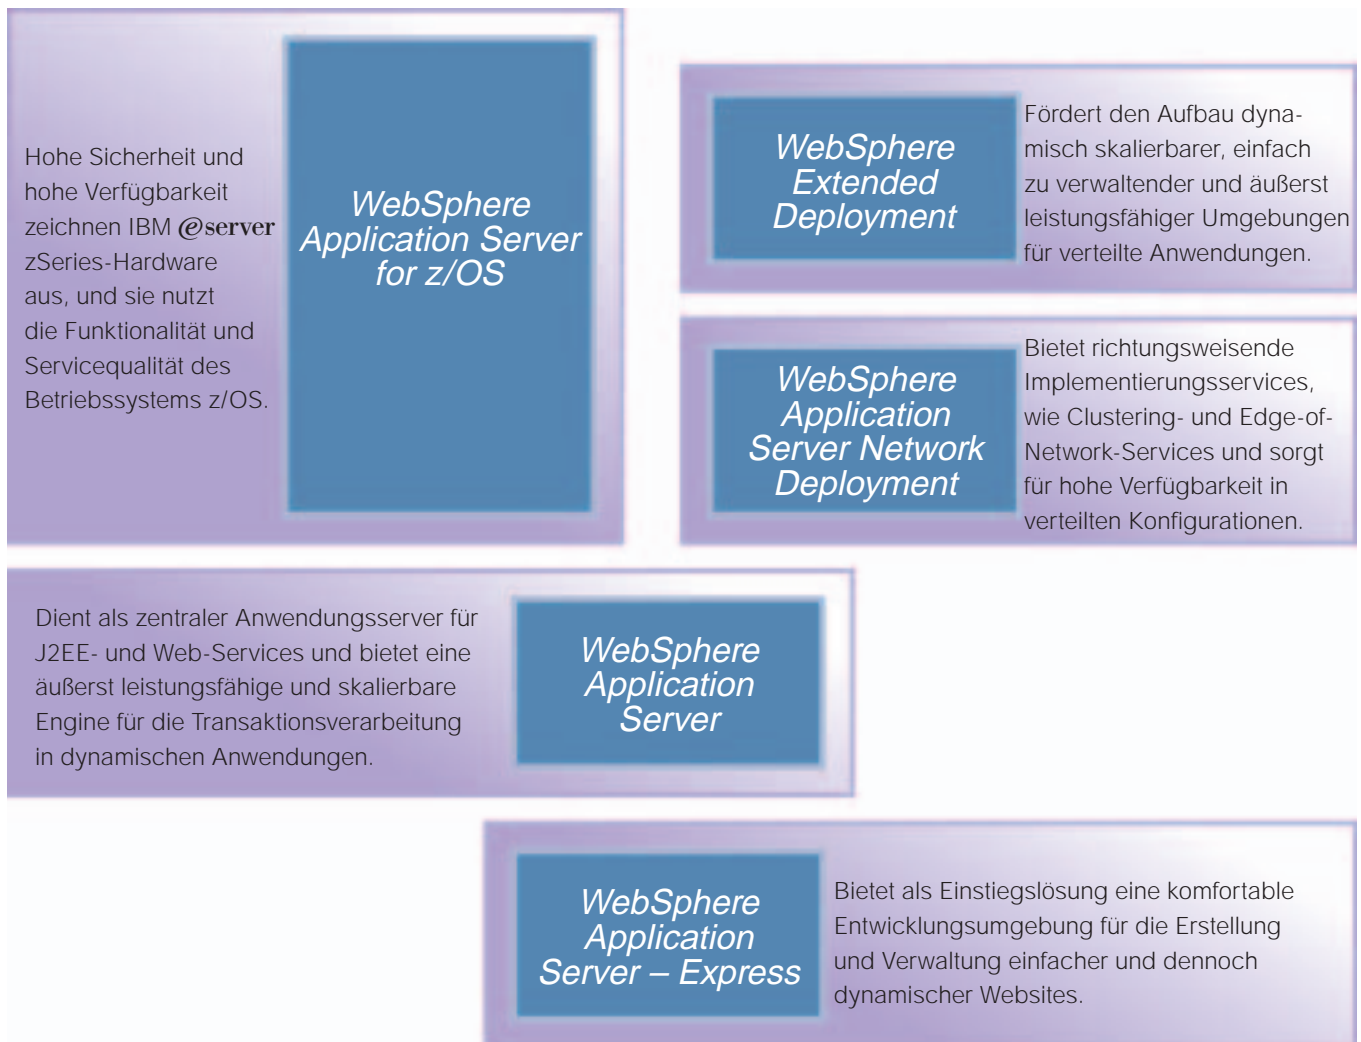 Hohe Sicherheit und
hohe Verfügbarkeit
zeichnen IBM @server
zSeries-Hardware
aus, und sie nutzt
die Funktionalität und
Servicequalität des
Betriebssystems z/OS.
WebSphere
Application Server
for z/OS
WebSphere
Extended
Deployment
Fördert den Aufbau dyna-
misch skalierbarer, einfach
zu verwaltender und äußerst
leistungsfähiger Umgebungen
für verteilte Anwendungen.
WebSphere
Application
Server Network
Deployment
Bietet richtungsweisende
Implementierungsservices,
wie Clustering- und Edge-of-
Network-Services und sorgt
für hohe Verfügbarkeit in
verteilten Konfigurationen.
Dient als zentraler Anwendungsserver für
J2EE- und Web-Services und bietet eine
äußerst leistungsfähige und skalierbare
Engine für die Transaktionsverarbeitung
in dynamischen Anwendungen.
WebSphere
Application
Server
WebSphere
Application
Server – Express
Bietet als Einstiegslösung eine komfortable
Entwicklungsumgebung für die Erstellung
und Verwaltung einfacher und dennoch
dynamischer Websites.